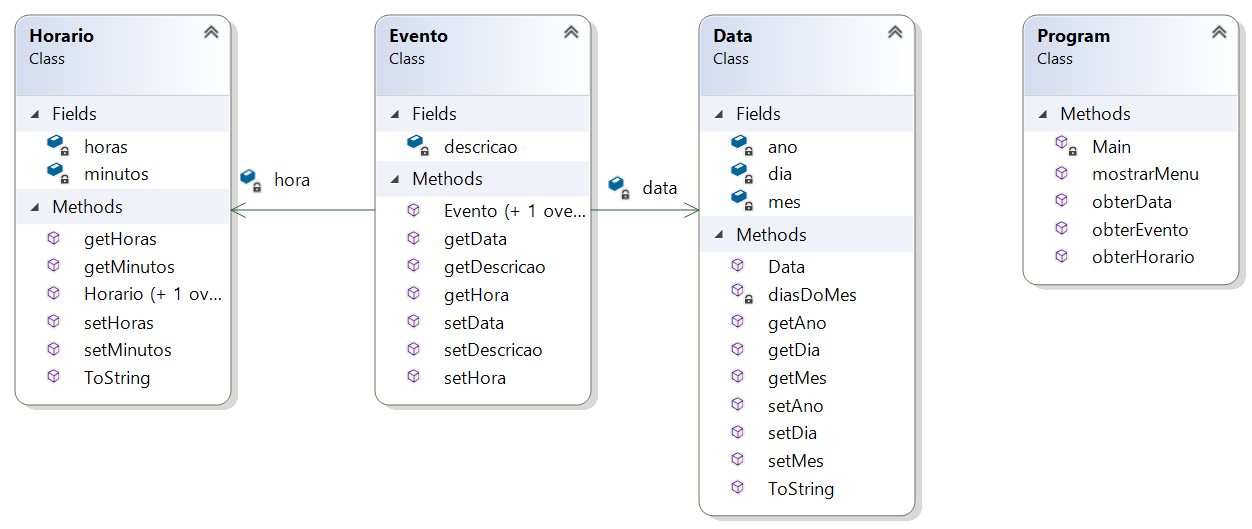 Horario
Class
Fields
horas
minutos
Methods
getHoras
getMinutos
Horario (+ 1 ov...
setHoras
setMinutos
ToString
hora
Evento
Class
Fields
descricao
Methods
Evento (+ 1 ove...
getData
getDescricao
getHora
setData
setDescricao
setHora
data
Data
Class
Fields
ano
dia
mes
Methods
Data
diasDoMes
getAno
getDia
getMes
setAno
setDia
setMes
ToString
Program
Class
Methods
Main
mostrarMenu
obterData
obterEvento
obterHorario